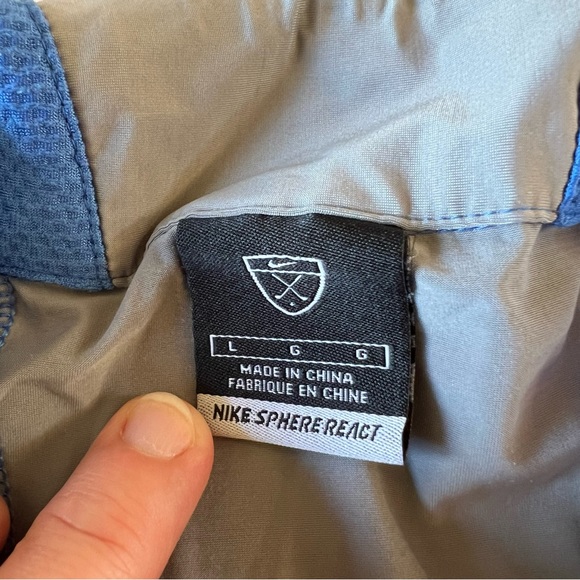 L G G
MADE IN CHINA
FABRIQUE EN CHINE
NIKE SPHERE REACT